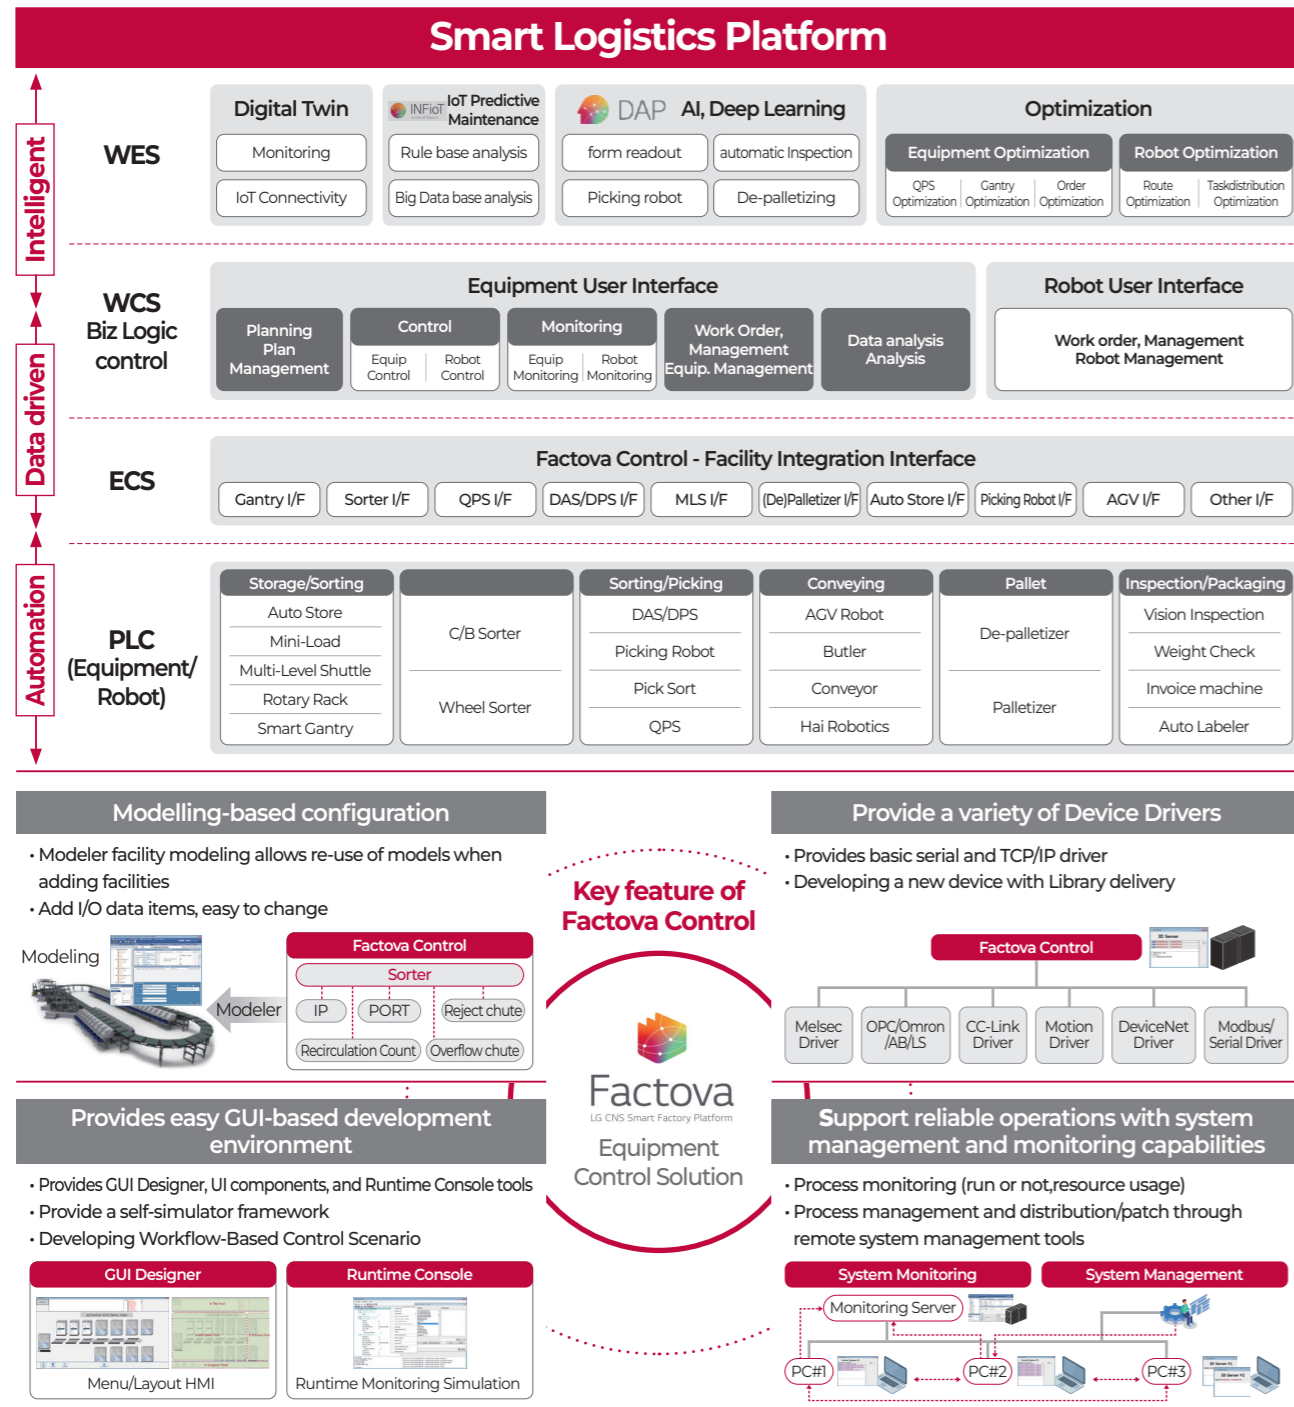 Smart Logistics Platform
Intelligent
Data driven
Automation
WES
Digital Twin
Monitoring
IoT Connectivity
INFioT
IoT Predictive
Maintenance
Rule base analysis
Big Data base analysis
DAP AI, Deep Learning
form readout
automatic Inspection
Picking robot
De-palletizing
Optimization
Equipment Optimization
QPS
Optimization
Gantry
Optimization
Order
Optimization
Robot Optimization
Route
Optimization
Taskdistribution
Optimization
WCS
Biz Logic
control
Equipment User Interface
Planning
Plan
Management
Control
Equip
Control
Robot
Control
Monitoring
Equip
Monitoring
Robot
Monitoring
Work Order,
Management
Equip. Management
Data analysis
Analysis
Robot User Interface
Work order, Management
Robot Management
ECS
Factova Control - Facility Integration Interface
Gantry I/F
Sorter I/F
QPS I/F
DAS/DPS I/F
MLS I/F
(De)Palletizer I/F
Auto Store I/F
Picking Robot I/F
AGV I/F
Other I/F
PLC
(Equipment/
Robot)
Storage/Sorting
Auto Store
Mini-Load
Multi-Level Shuttle
Rotary Rack
Smart Gantry
C/B Sorter
Wheel Sorter
Sorting/Picking
DAS/DPS
Picking Robot
Pick Sort
QPS
Conveying
AGV Robot
Butler
Conveyor
Hai Robotics
Pallet
De-palletizer
Palletizer
Inspection/Packaging
Vision Inspection
Weight Check
Invoice machine
Auto Labeler
Modelling-based configuration
• Modeler facility modeling allows re-use of models when
adding facilities
• Add I/O data items, easy to change
Modeling
Modeler
Factova Control
Sorter
IP
PORT
Reject chute
Recirculation Count
Overflow chute
Key feature of
Factova Control
Factova
LG CNS Smart Factory Platform
Equipment
Control Solution
Provide a variety of Device Drivers
• Provides basic serial and TCP/IP driver
• Developing a new device with Library delivery
Factova Control
IO Server
Melsec
Driver
OPC/Omron
/AB/LS
CC-Link
Driver
Motion
Driver
DeviceNet
Driver
Modbus/
Serial Driver
Provides easy GUI-based development
environment
• Provides GUI Designer, UI components, and Runtime Console tools
• Provide a self-simulator framework
• Developing Workflow-Based Control Scenario
GUI Designer
Menu/Layout HMI
Runtime Console
Runtime Monitoring Simulation
Support reliable operations with system
management and monitoring capabilities
• Process monitoring (run or not,resource usage)
• Process management and distribution/patch through
remote system management tools
System Monitoring
System Management
Monitoring Server
PC#1
PC#2
PC#3